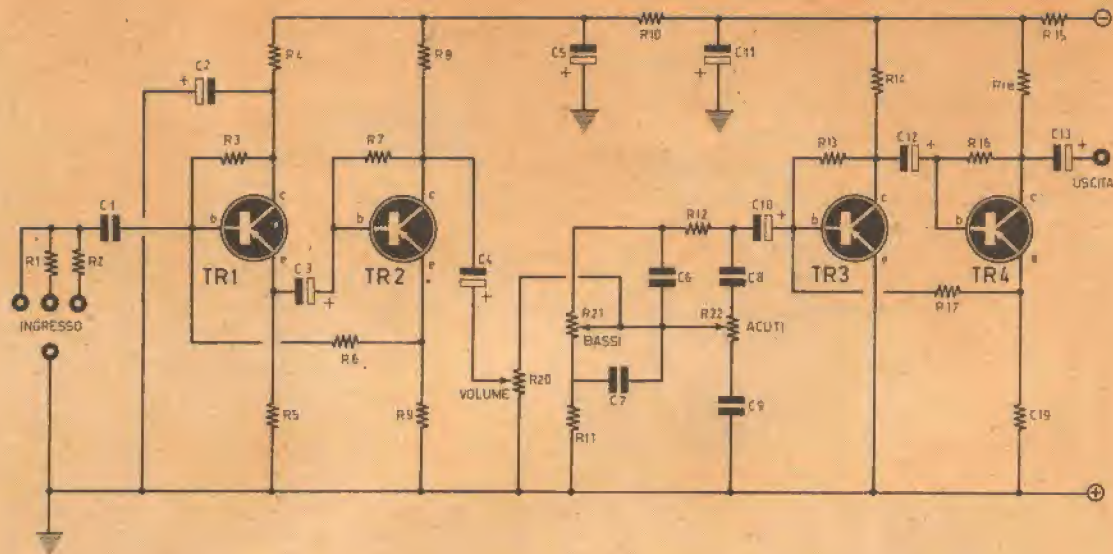 R4
R8
C5
+
R10
C11
+
R15
−
C2
+
R14
R18
R3
R7
R13
C12
+
R16
C13
+
USCITA
C1
R1
R2
b
c
e
TR1
C3
+
b
c
e
TR2
C4
+
R12
C10
+
b
c
e
TR3
b
c
e
TR4
C6
C8
INGRESSO
R21
BASSI
R22
ACUTI
R17
R6
VOLUME
R20
C7
R5
R9
R11
C9
C19
+